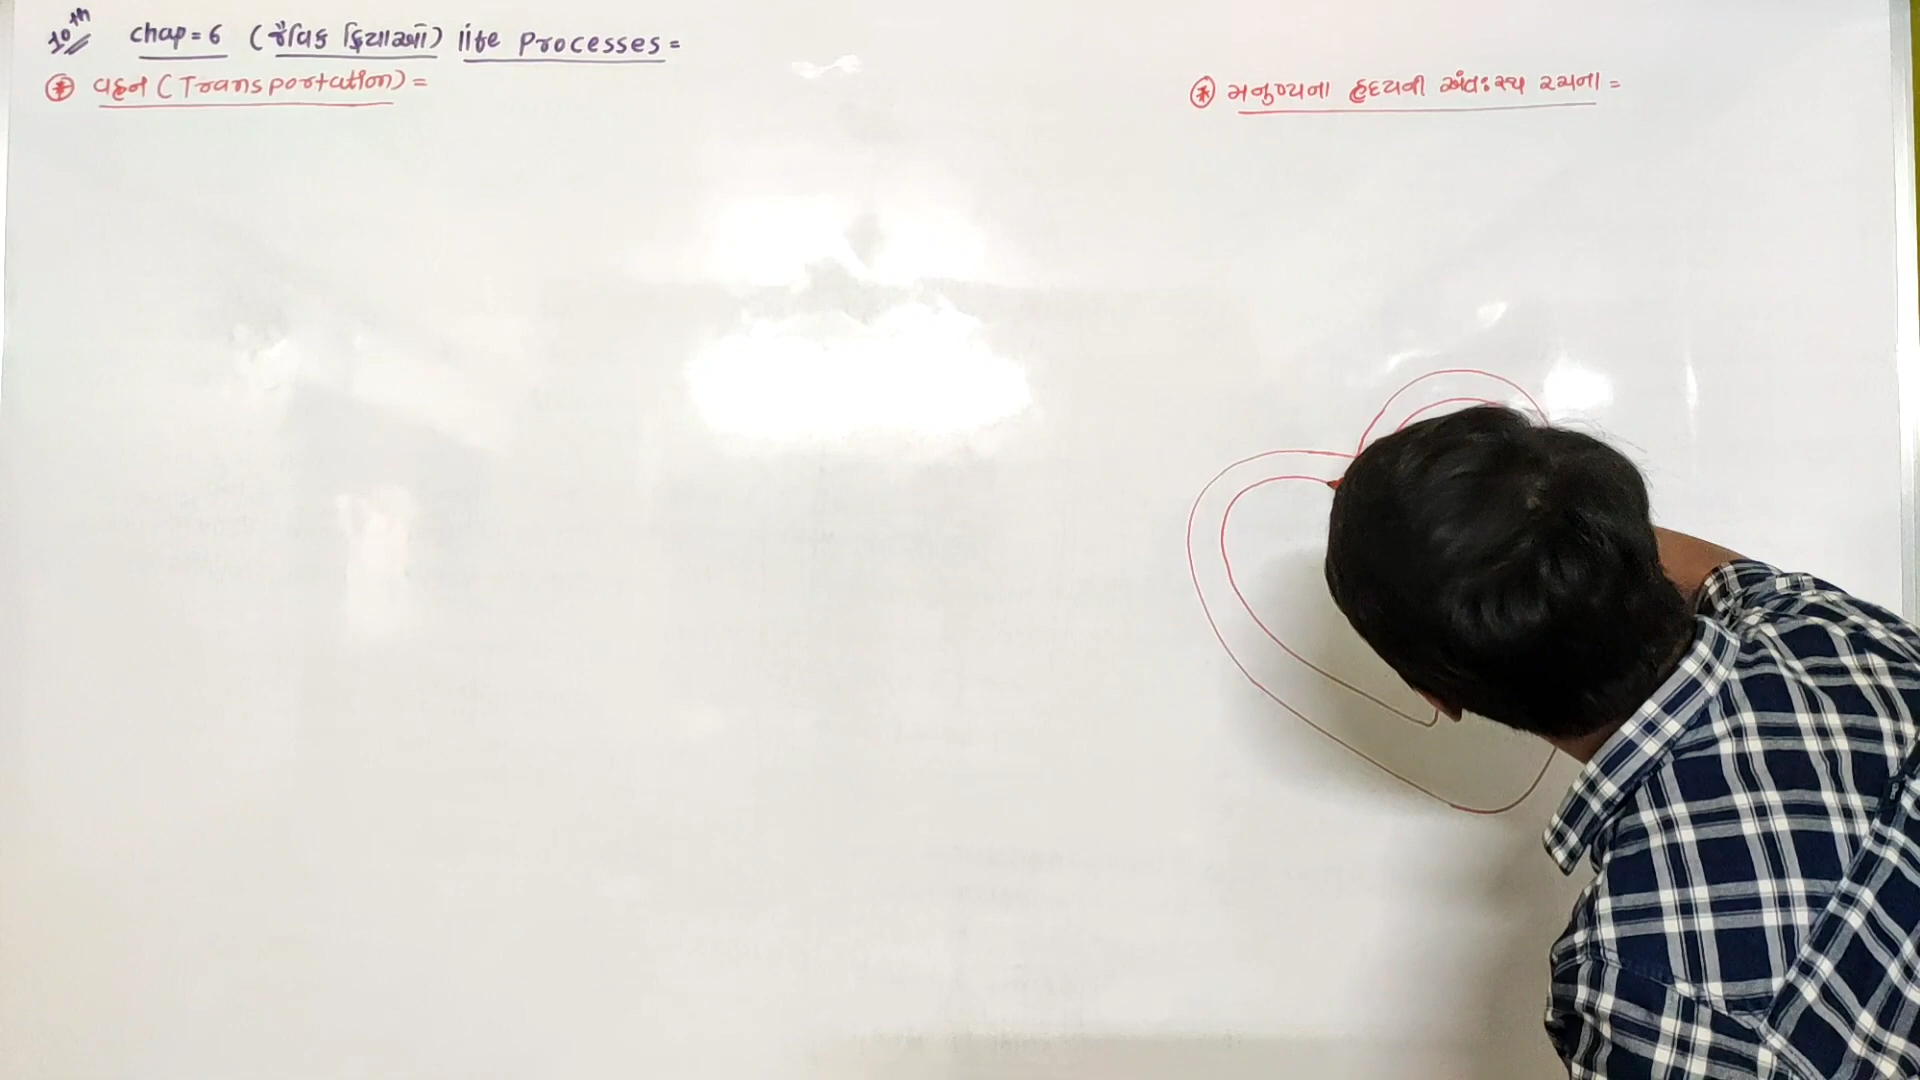 10th chap = 6 (જૈવિક ક્રિયાઓ) life Processes =
* વહન (Transportation) =
* મનુષ્યના હૃદયની અંતઃસ્થ રચના =